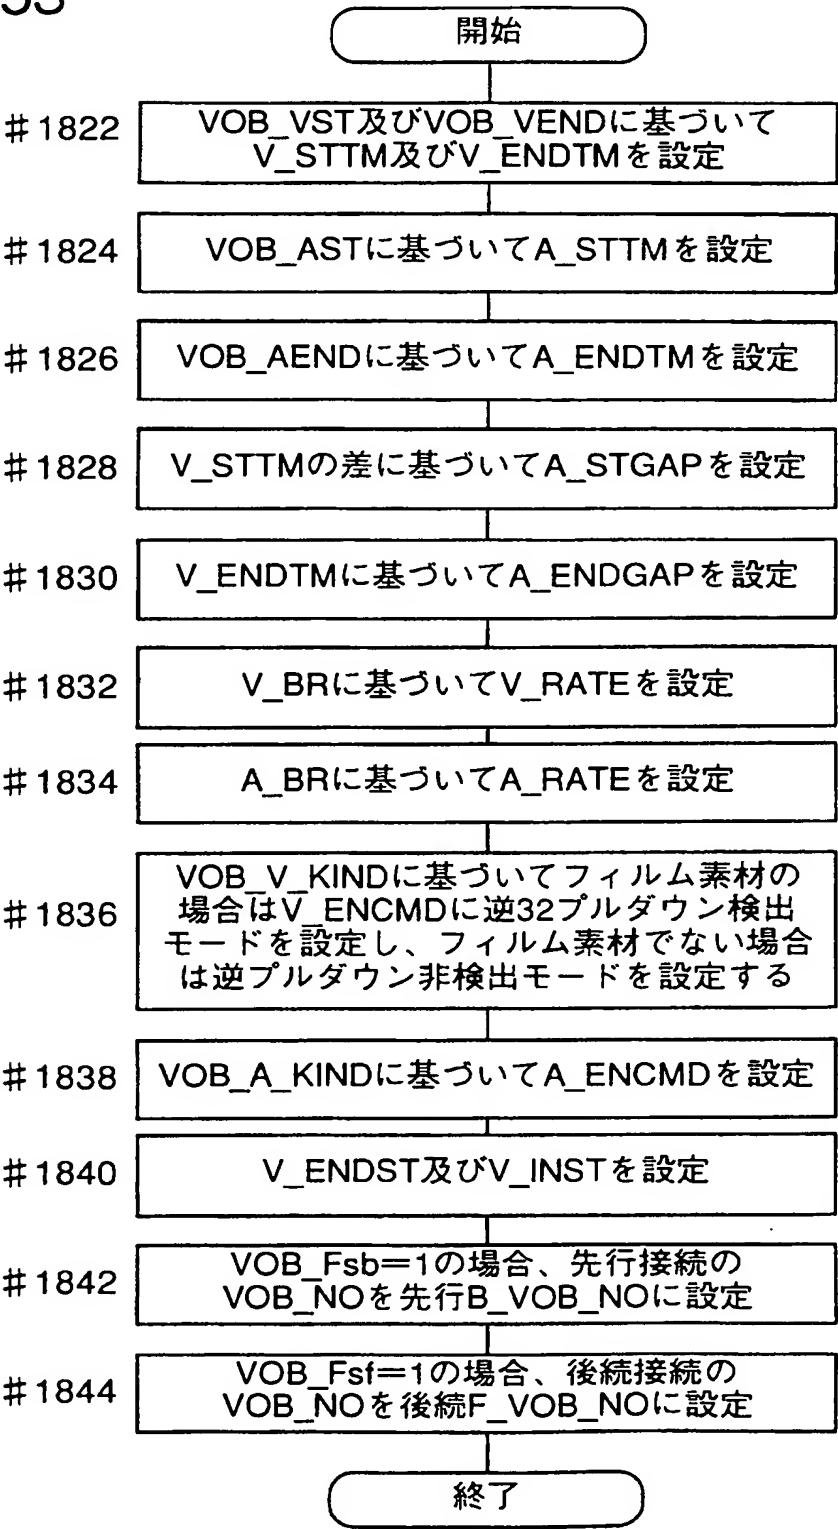 開始
#1822
VOB_VST及びVOB_VENDに基づいて
V_STTM及びV_ENDTMを設定
#1824
VOB_ASTに基づいてA_STTMを設定
#1826
VOB_AENDに基づいてA_ENDTMを設定
#1828
V_STTMの差に基づいてA_STGAPを設定
#1830
V_ENDTMに基づいてA_ENDGAPを設定
#1832
V_BRに基づいてV_RATEを設定
#1834
A_BRに基づいてA_RATEを設定
#1836
VOB_V_KINDに基づいてフィルム素材の
場合はV_ENCMDに逆32プルダウン検出
モードを設定し、フィルム素材でない場合
は逆プルダウン非検出モードを設定する
#1838
VOB_A_KINDに基づいてA_ENCMDを設定
#1840
V_ENDST及びV_INSTを設定
#1842
VOB_Fsb=1の場合、先行接続の
VOB_NOを先行B_VOB_NOに設定
#1844
VOB_Fsf=1の場合、後続接続の
VOB_NOを後続F_VOB_NOに設定
終了